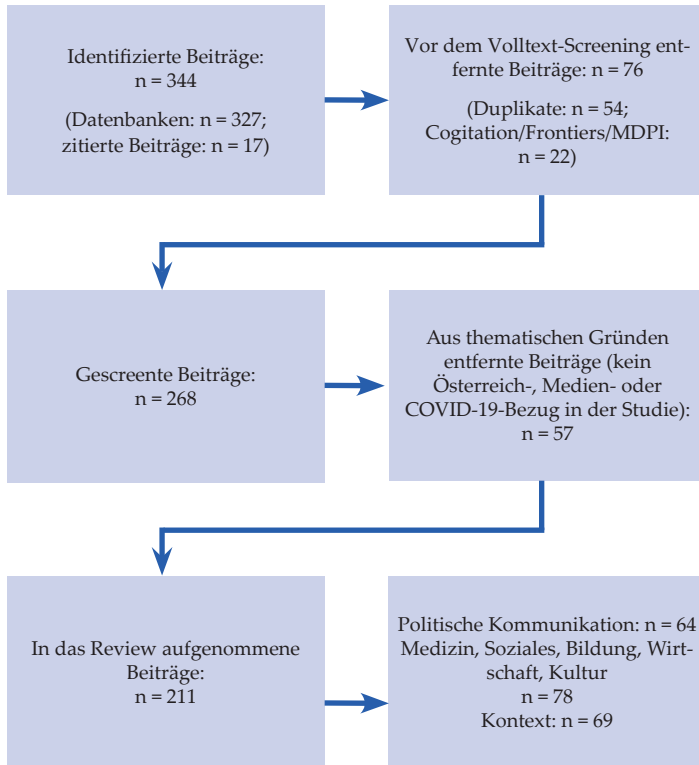 Identifizierte Beiträge:
n = 344
(Datenbanken: n = 327;
zitierte Beiträge: n = 17)
Vor dem Volltext-Screening ent-
fernte Beiträge: n = 76
(Duplikate: n = 54;
Cogitation/Frontiers/MDPI:
n = 22)
Gescreente Beiträge:
n = 268
Aus thematischen Gründen
entfernte Beiträge (kein
Österreich-, Medien- oder
COVID-19-Bezug in der Studie):
n = 57
In das Review aufgenommene
Beiträge:
n = 211
Politische Kommunikation: n = 64
Medizin, Soziales, Bildung, Wirt-
schaft, Kultur
n = 78
Kontext: n = 69